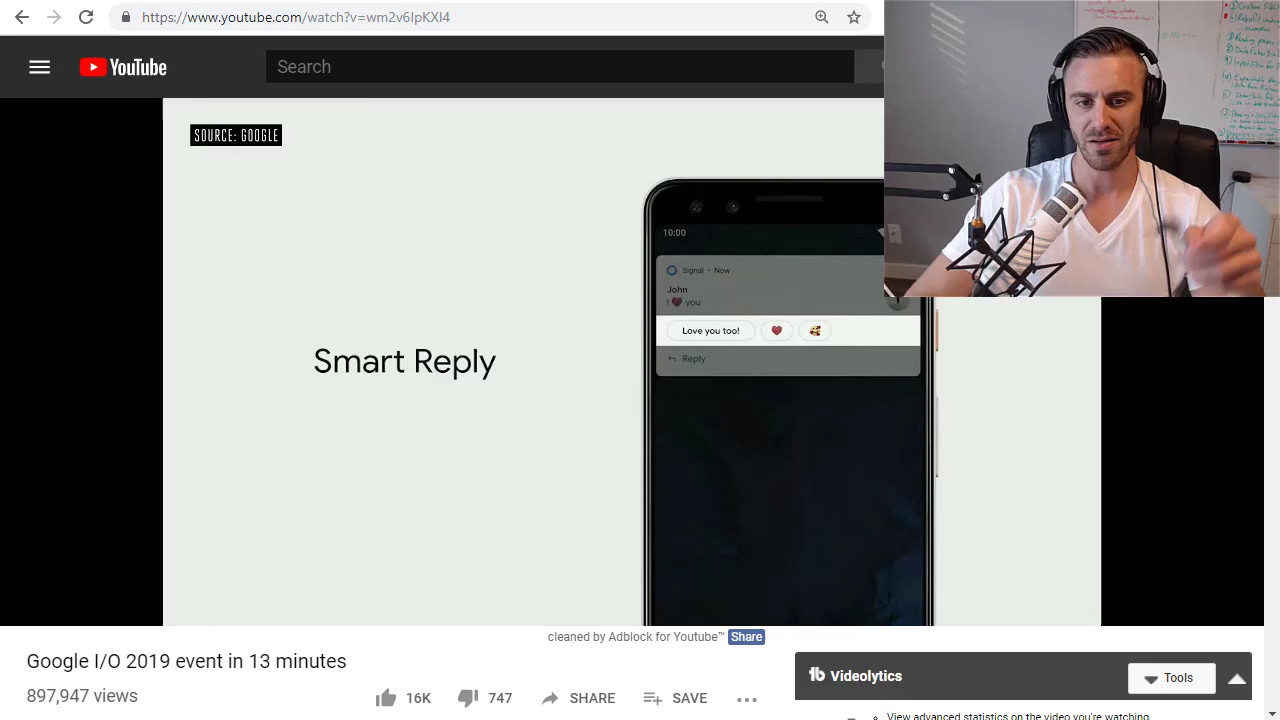 https://www.youtube.com/watch?v=wm2v6lpKXI4
YouTube
Search
SOURCE: GOOGLE
10:00
Signal • Now
John
I ❤ you
Love you too!
Reply
Smart Reply
cleaned by Adblock for Youtube™ Share
Google I/O 2019 event in 13 minutes
897,947 views
16K
747
SHARE
SAVE
Videolytics
Tools
View advanced statistics on the video you're watching